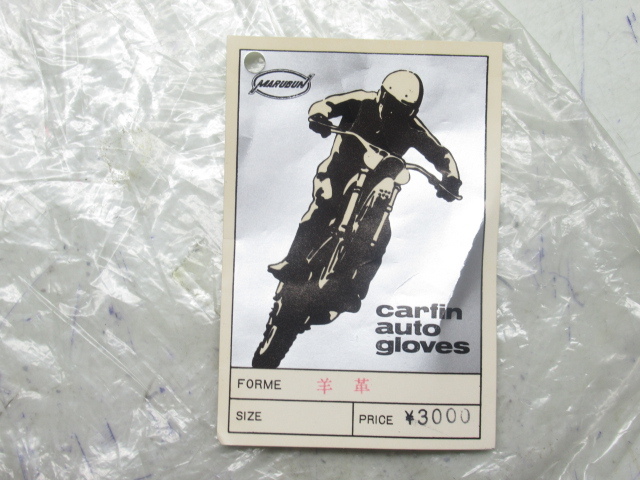 MARUBUN
carfin
auto
gloves
FORME 羊 革
SIZE
PRICE ¥3000